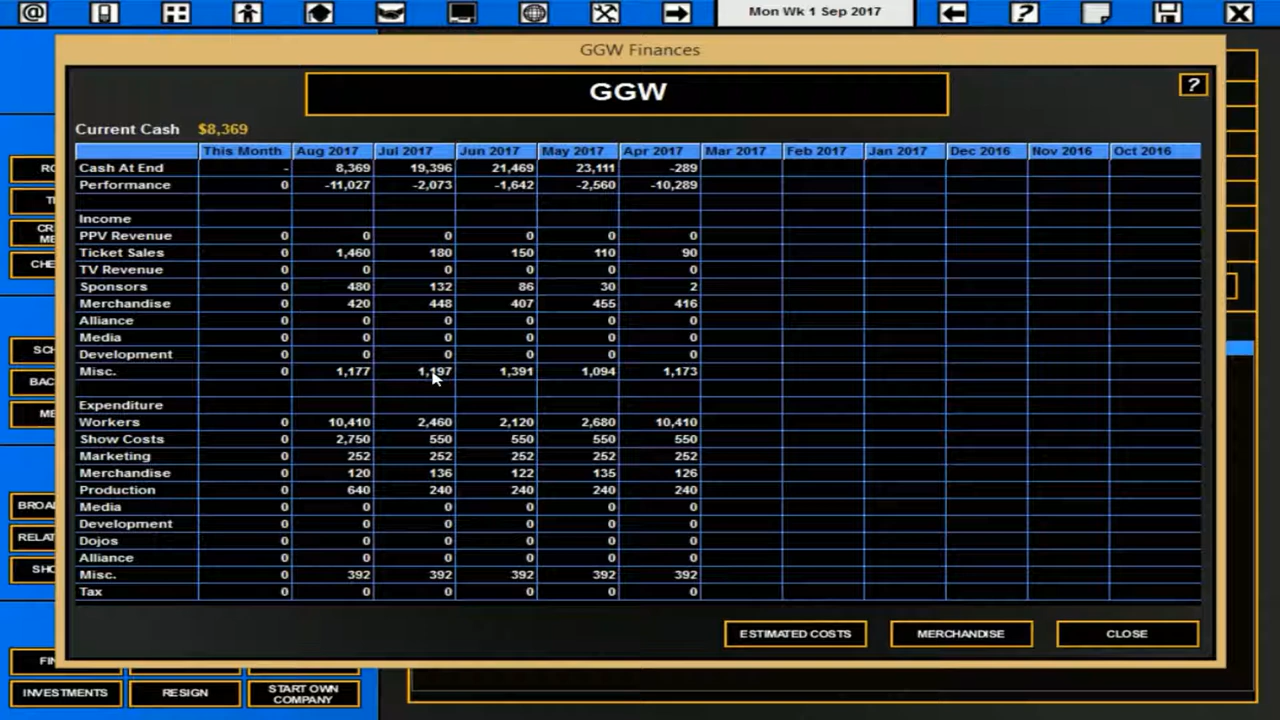 @ ? X
Mon Wk 1 Sep 2017
GGW Finances
GGW
?
Current Cash $8,369
This Month Aug 2017 Jul 2017 Jun 2017 May 2017 Apr 2017 Mar 2017 Feb 2017 Jan 2017 Dec 2016 Nov 2016 Oct 2016
Cash At End - 8,369 19,396 21,469 23,111 -289
Performance 0 -11,027 -2,073 -1,642 -2,560 -10,289
Income
PPV Revenue 0 0 0 0 0 0
Ticket Sales 0 1,460 180 150 110 90
TV Revenue 0 0 0 0 0 0
Sponsors 0 480 132 86 30 2
Merchandise 0 420 448 407 455 416
Alliance 0 0 0 0 0 0
Media 0 0 0 0 0 0
Development 0 0 0 0 0 0
Misc. 0 1,177 1,197 1,391 1,094 1,173
Expenditure
Workers 0 10,410 2,460 2,120 2,680 10,410
Show Costs 0 2,750 550 550 550 550
Marketing 0 252 252 252 252 252
Merchandise 0 120 136 122 135 126
Production 0 640 240 240 240 240
Media 0 0 0 0 0 0
Development 0 0 0 0 0 0
Dojos 0 0 0 0 0 0
Alliance 0 0 0 0 0 0
Misc. 0 392 392 392 392 392
Tax 0 0 0 0 0 0
ESTIMATED COSTS MERCHANDISE CLOSE
RO
T
CR
ME
CHE
SCH
BAC
ME
BROA
RELAT
SHO
FIN
INVESTMENTS RESIGN START OWN
COMPANY